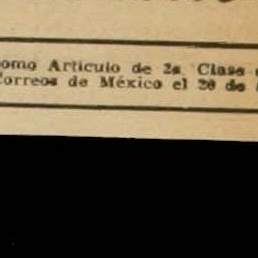 omo Artículo de 2a. Clase
Correos de México el 20 de